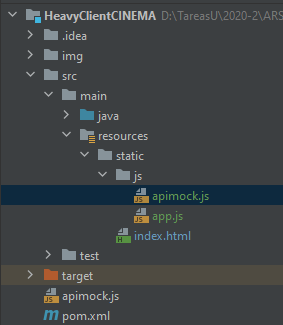 HeavyClientCINEMA D:\TareasU\2020-2\ARS
.idea
img
src
main
java
resources
static
js
apimock.js
app.js
index.html
test
target
apimock.js
pom.xml